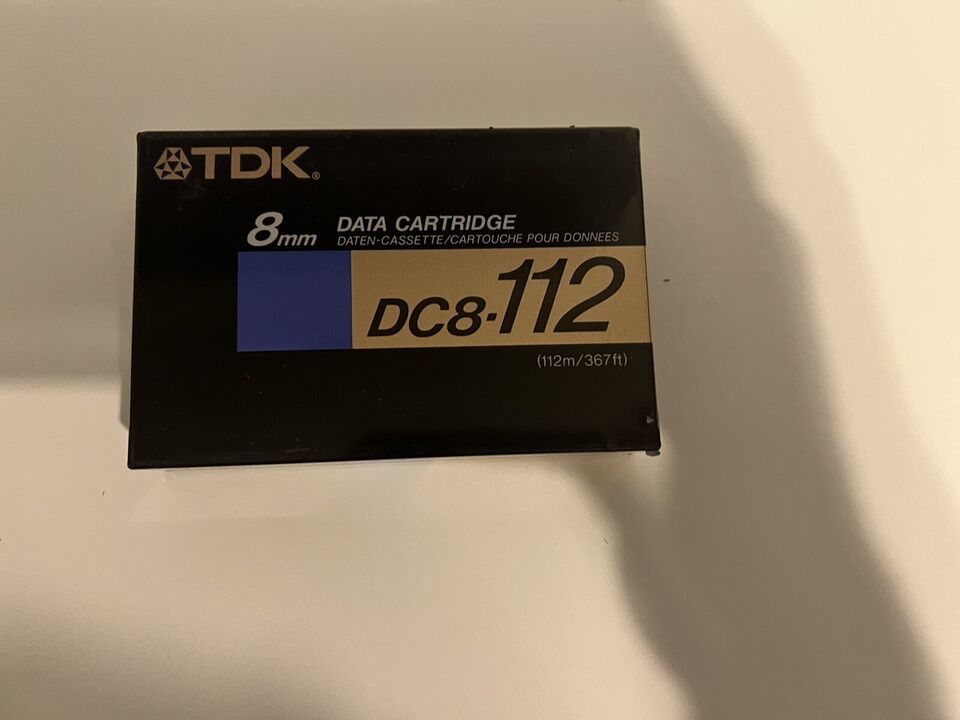 TDK®
8mm DATA CARTRIDGE
DATEN-CASSETTE/CARTOUCHE POUR DONNEES
DC8-112
(112m/367ft)